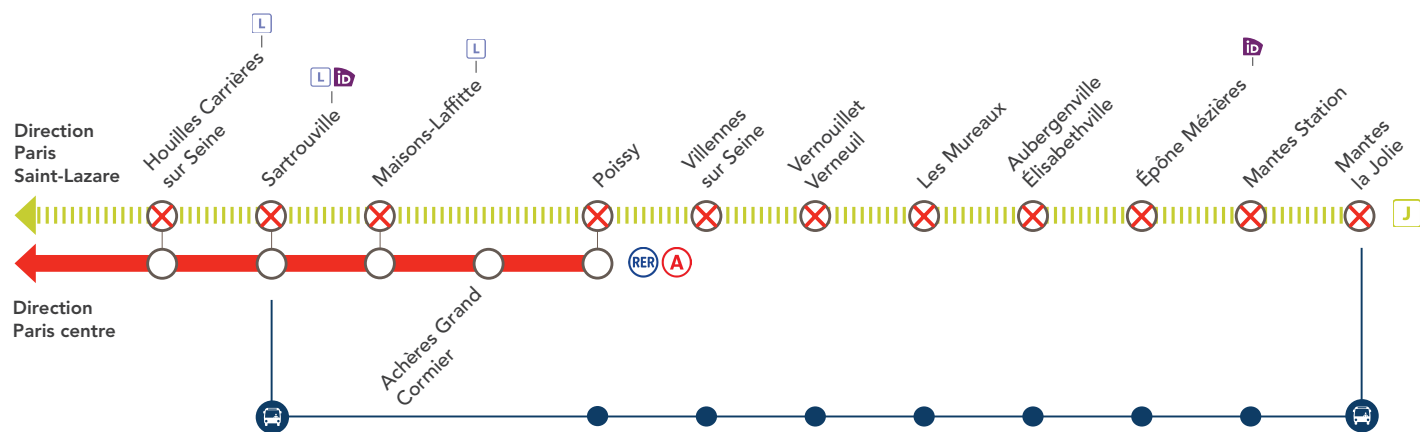 L
L
L iD
iD
Direction
Paris
Saint-Lazare
Houilles Carrières
sur Seine
Sartrouville
Maisons-Laffitte
Poissy
Villennes
sur Seine
Vernouillet
Verneuil
Les Mureaux
Aubergenville
Élisabethville
Épône Mézières
Mantes Station
Mantes
la Jolie
J
RER A
Direction
Paris centre
Achères Grand
Cormier